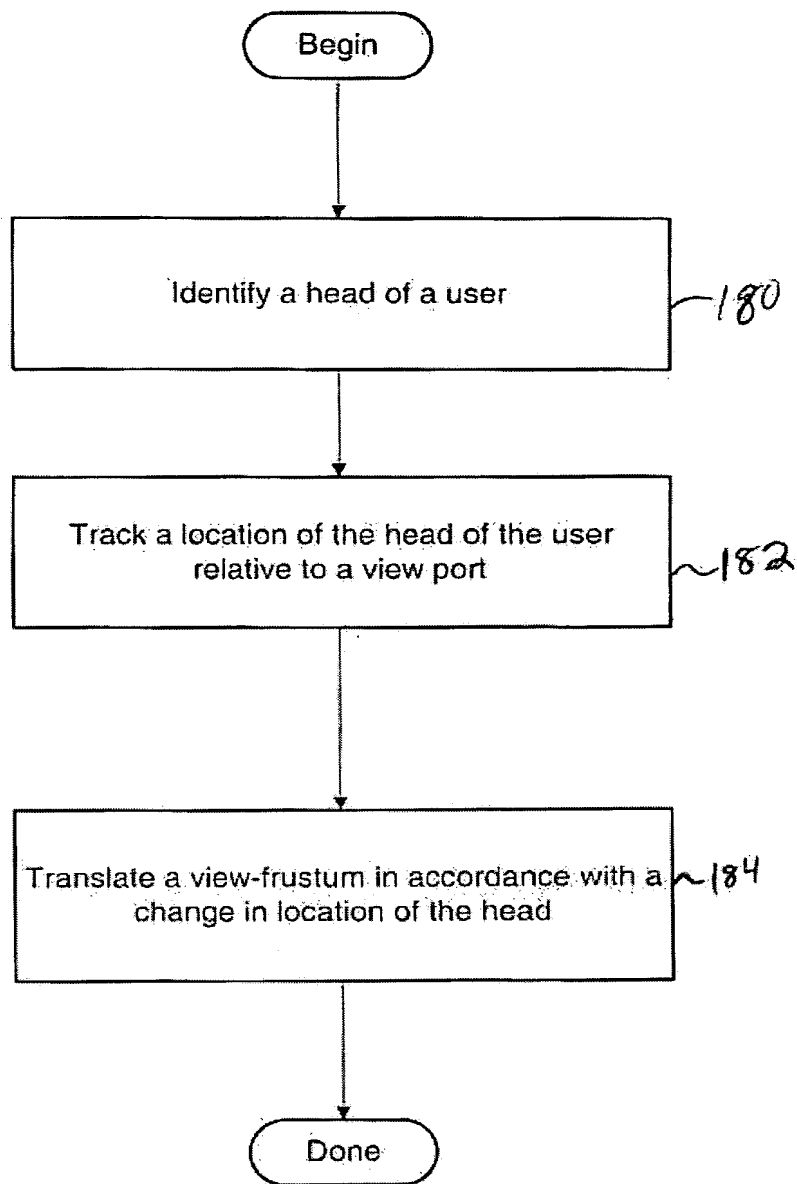 Begin
Identify a head of a user
180
Track a location of the head of the user
relative to a view port
182
Translate a view-frustum in accordance with a
change in location of the head
184
Done